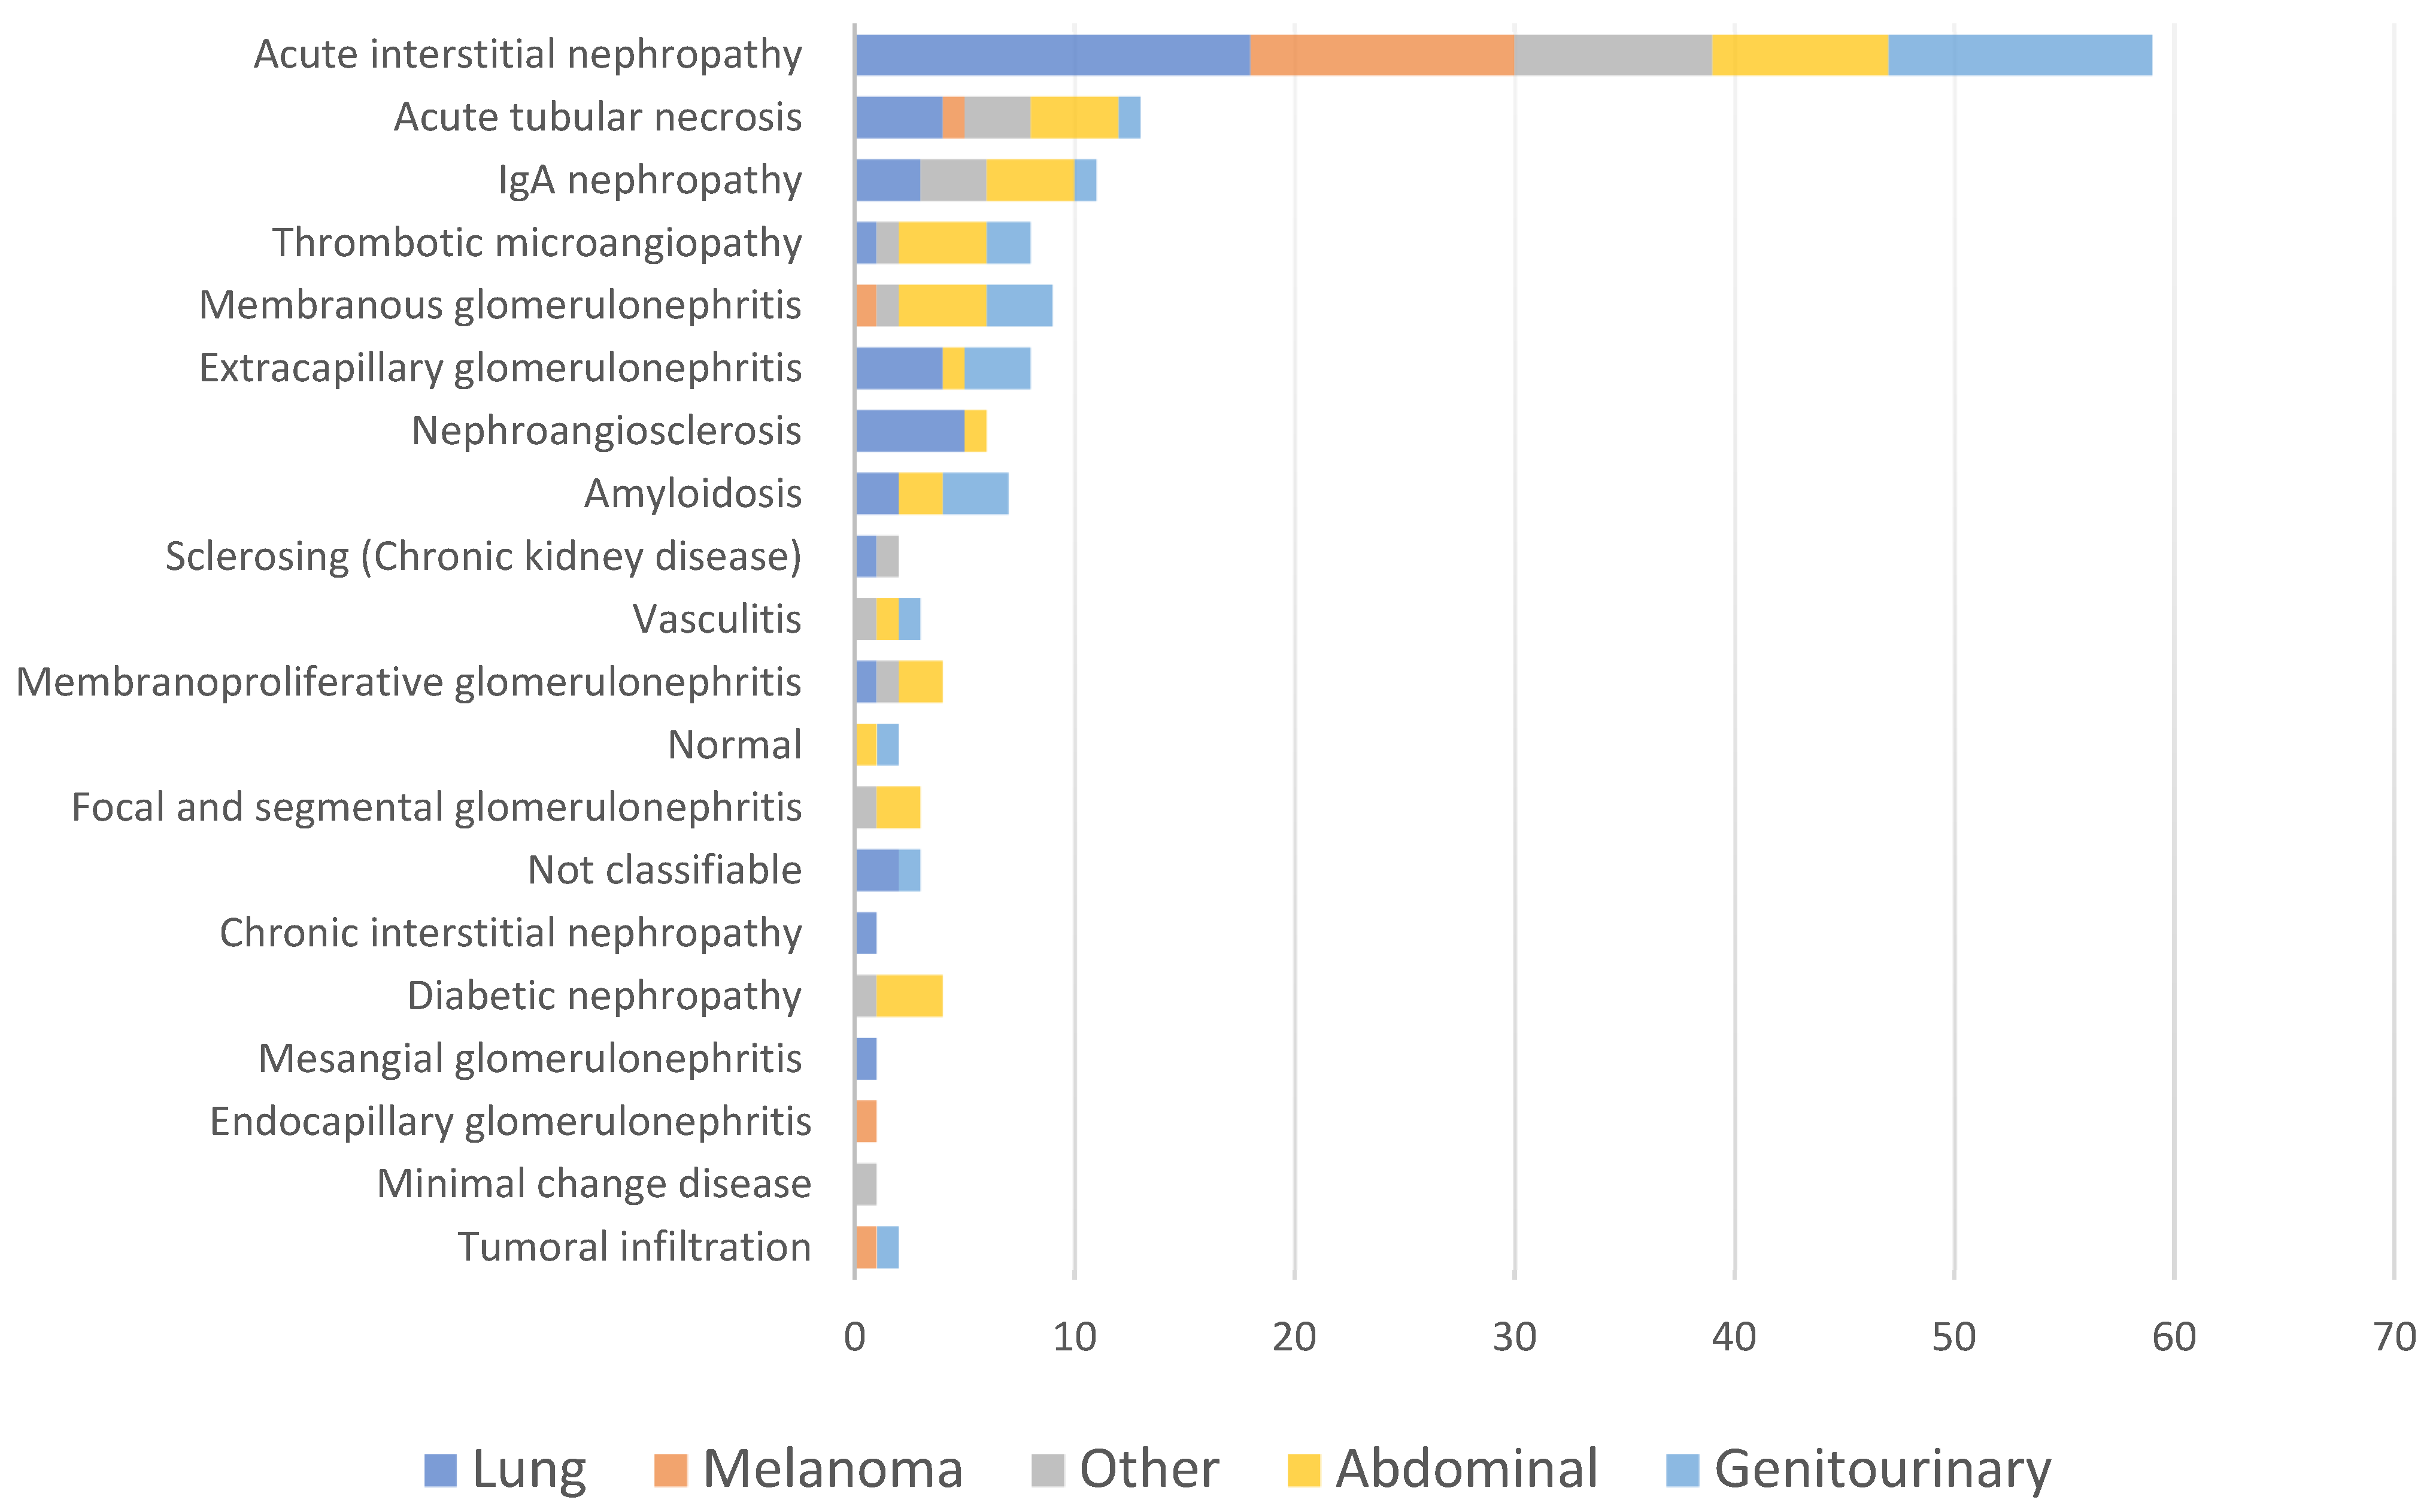 Acute interstitial nephropathy
Acute tubular necrosis
IgA nephropathy
Thrombotic microangiopathy
Membranous glomerulonephritis
Extracapillary glomerulonephritis
Nephroangiosclerosis
Amyloidosis
Sclerosing (Chronic kidney disease)
Vasculitis
Membranoproliferative glomerulonephritis
Normal
Focal and segmental glomerulonephritis
Not classifiable
Chronic interstitial nephropathy
Diabetic nephropathy
Mesangial glomerulonephritis
Endocapillary glomerulonephritis
Minimal change disease
Tumoral infiltration
0 10 20 30 40 50 60 70
Lung Melanoma Other Abdominal Genitourinary